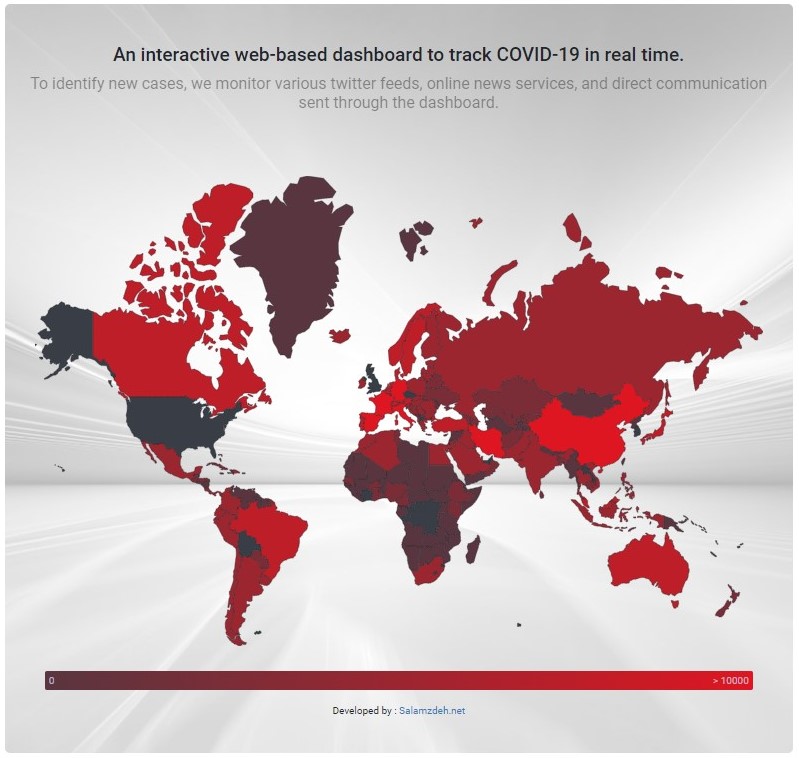 An interactive web-based dashboard to track COVID-19 in real time.
To identify new cases, we monitor various twitter feeds, online news services, and direct communication
sent through the dashboard.
0 > 10000
Developed by : Salamzdeh.net